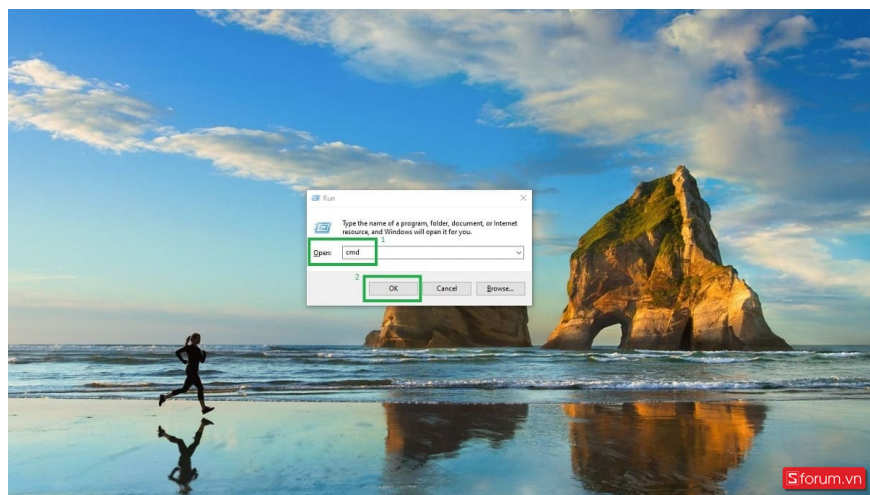 Run
Type the name of a program, folder, document, or Internet
resource, and Windows will open it for you.
1
Open: cmd
2
OK Cancel Browse...
Sforum.vn